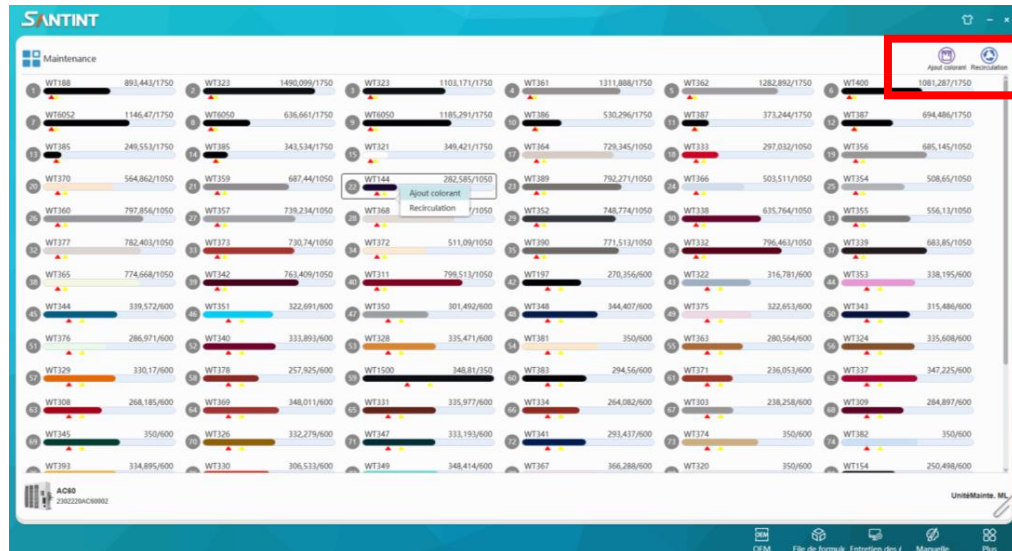 SANTINT
Maintenance
Ajout colorant Recirculation
1 WT188 893,443/1750 2 WT323 1490,099/1750 3 WT323 1103,171/1750 4 WT361 1311,888/1750 5 WT362 1282,892/1750 6 WT400 1081,287/1750
7 WT6052 1146,47/1750 8 WT6050 636,661/1750 9 WT6050 1185,291/1750 10 WT386 530,296/1750 11 WT387 373,244/1750 12 WT387 694,486/1750
13 WT385 249,553/1750 14 WT385 343,534/1750 15 WT321 349,421/1750 17 WT364 729,345/1050 18 WT333 297,032/1050 19 WT356 685,145/1050
20 WT370 564,862/1050 21 WT359 687,44/1050 22 WT144 282,585/1050 23 WT389 792,271/1050 24 WT366 503,511/1050 25 WT354 508,65/1050
Ajout colorant
Recirculation
26 WT360 797,856/1050 27 WT357 739,234/1050 28 WT368 /1050 29 WT352 748,774/1050 30 WT338 635,764/1050 31 WT355 556,13/1050
32 WT377 782,403/1050 33 WT373 730,74/1050 34 WT372 511,09/1050 35 WT390 771,513/1050 36 WT332 796,463/1050 37 WT339 683,85/1050
38 WT365 774,668/1050 39 WT342 763,409/1050 40 WT311 799,513/1050 42 WT197 270,356/600 43 WT322 316,781/600 44 WT353 338,195/600
45 WT344 339,572/600 46 WT351 322,691/600 47 WT350 301,492/600 48 WT348 344,407/600 49 WT375 322,653/600 50 WT343 315,486/600
51 WT376 286,971/600 52 WT340 333,893/600 53 WT328 335,471/600 54 WT381 350/600 55 WT363 280,564/600 56 WT324 335,608/600
57 WT329 330,17/600 58 WT378 257,925/600 59 WT1500 348,81/350 60 WT383 294,56/600 61 WT371 236,053/600 62 WT337 347,225/600
63 WT308 268,185/600 64 WT369 348,011/600 65 WT331 335,977/600 66 WT334 264,082/600 67 WT303 238,258/600 68 WT309 284,897/600
69 WT345 350/600 70 WT326 332,279/600 71 WT347 333,193/600 72 WT341 293,437/600 73 WT374 350/600 74 WT382 350/600
WT393 334,895/600 WT330 306,533/600 WT349 348,414/600 WT367 366,288/600 WT320 350/600 WT154 250,498/600
AC60
2302220AC60002
UnitéMainte. ML
OEM
OEM File de formule Entretien des / Manuelle Plus